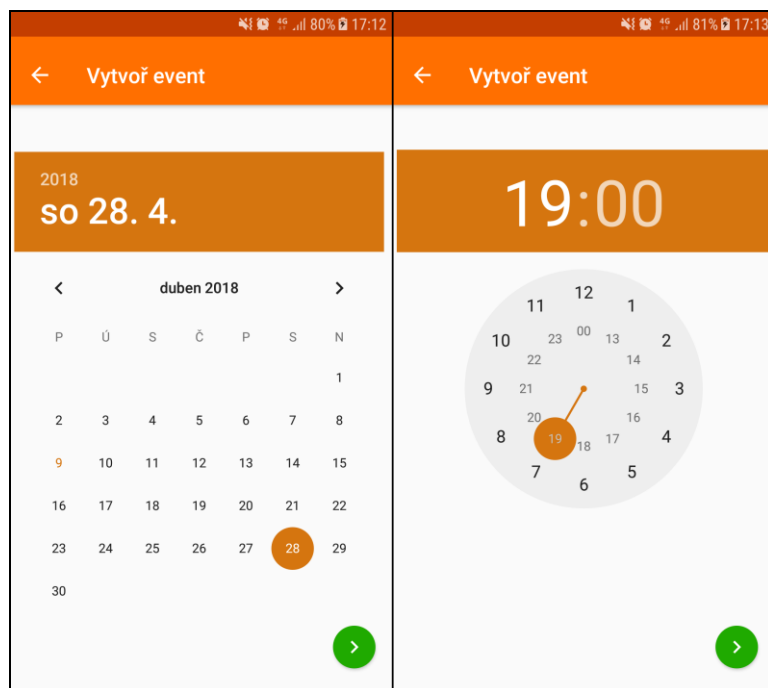 4G 80% 17:12
Vytvoř event
2018
so 28. 4.
duben 2018
P Ú S Č P S N
1
2 3 4 5 6 7 8
9 10 11 12 13 14 15
16 17 18 19 20 21 22
23 24 25 26 27 28 29
30
4G 81% 17:13
Vytvoř event
19:00
12
11 1
00
23 13
10 2
22 14
9 21 15 3
20 16
8 19 17 4
18
7 5
6